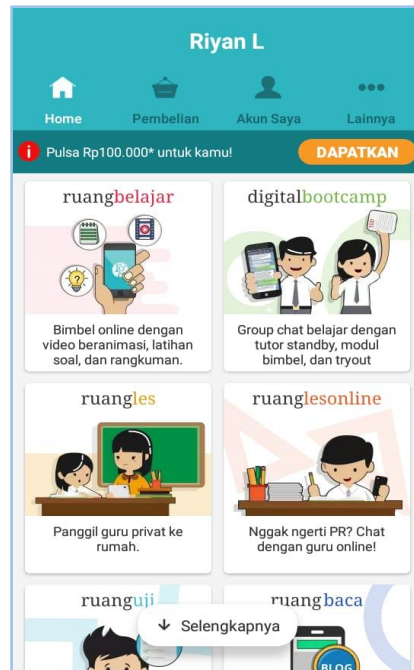 Riyan L
Home
Pembelian
Akun Saya
Lainnya
i Pulsa Rp100.000* untuk kamu!
DAPATKAN
ruangbelajar
digitalbootcamp
?
Bimbel online dengan
video beranimasi, latihan
soal, dan rangkuman.
Group chat belajar dengan
tutor standby, modul
bimbel, dan tryout
ruangles
ruanglesonline
Panggil guru privat ke
rumah.
Nggak ngerti PR? Chat
dengan guru online!
ruanguji
ruangbaca
↓ Selengkapnya
BLOG